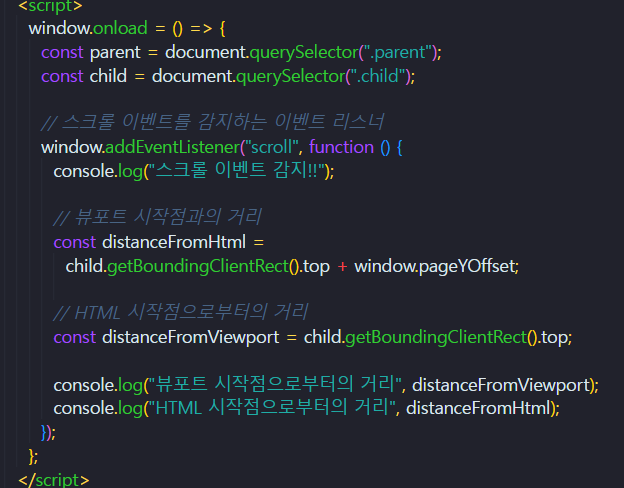 <script>
window.onload = () => {
const parent = document.querySelector(".parent");
const child = document.querySelector(".child");
// 스크롤 이벤트를 감지하는 이벤트 리스너
window.addEventListener("scroll", function () {
console.log("스크롤 이벤트 감지!!");
// 뷰포트 시작점과의 거리
const distanceFromHtml =
child.getBoundingClientRect().top + window.pageYOffset;
// HTML 시작점으로부터의 거리
const distanceFromViewport = child.getBoundingClientRect().top;
console.log("뷰포트 시작점으로부터의 거리", distanceFromViewport);
console.log("HTML 시작점으로부터의 거리", distanceFromHtml);
});
};
</script>